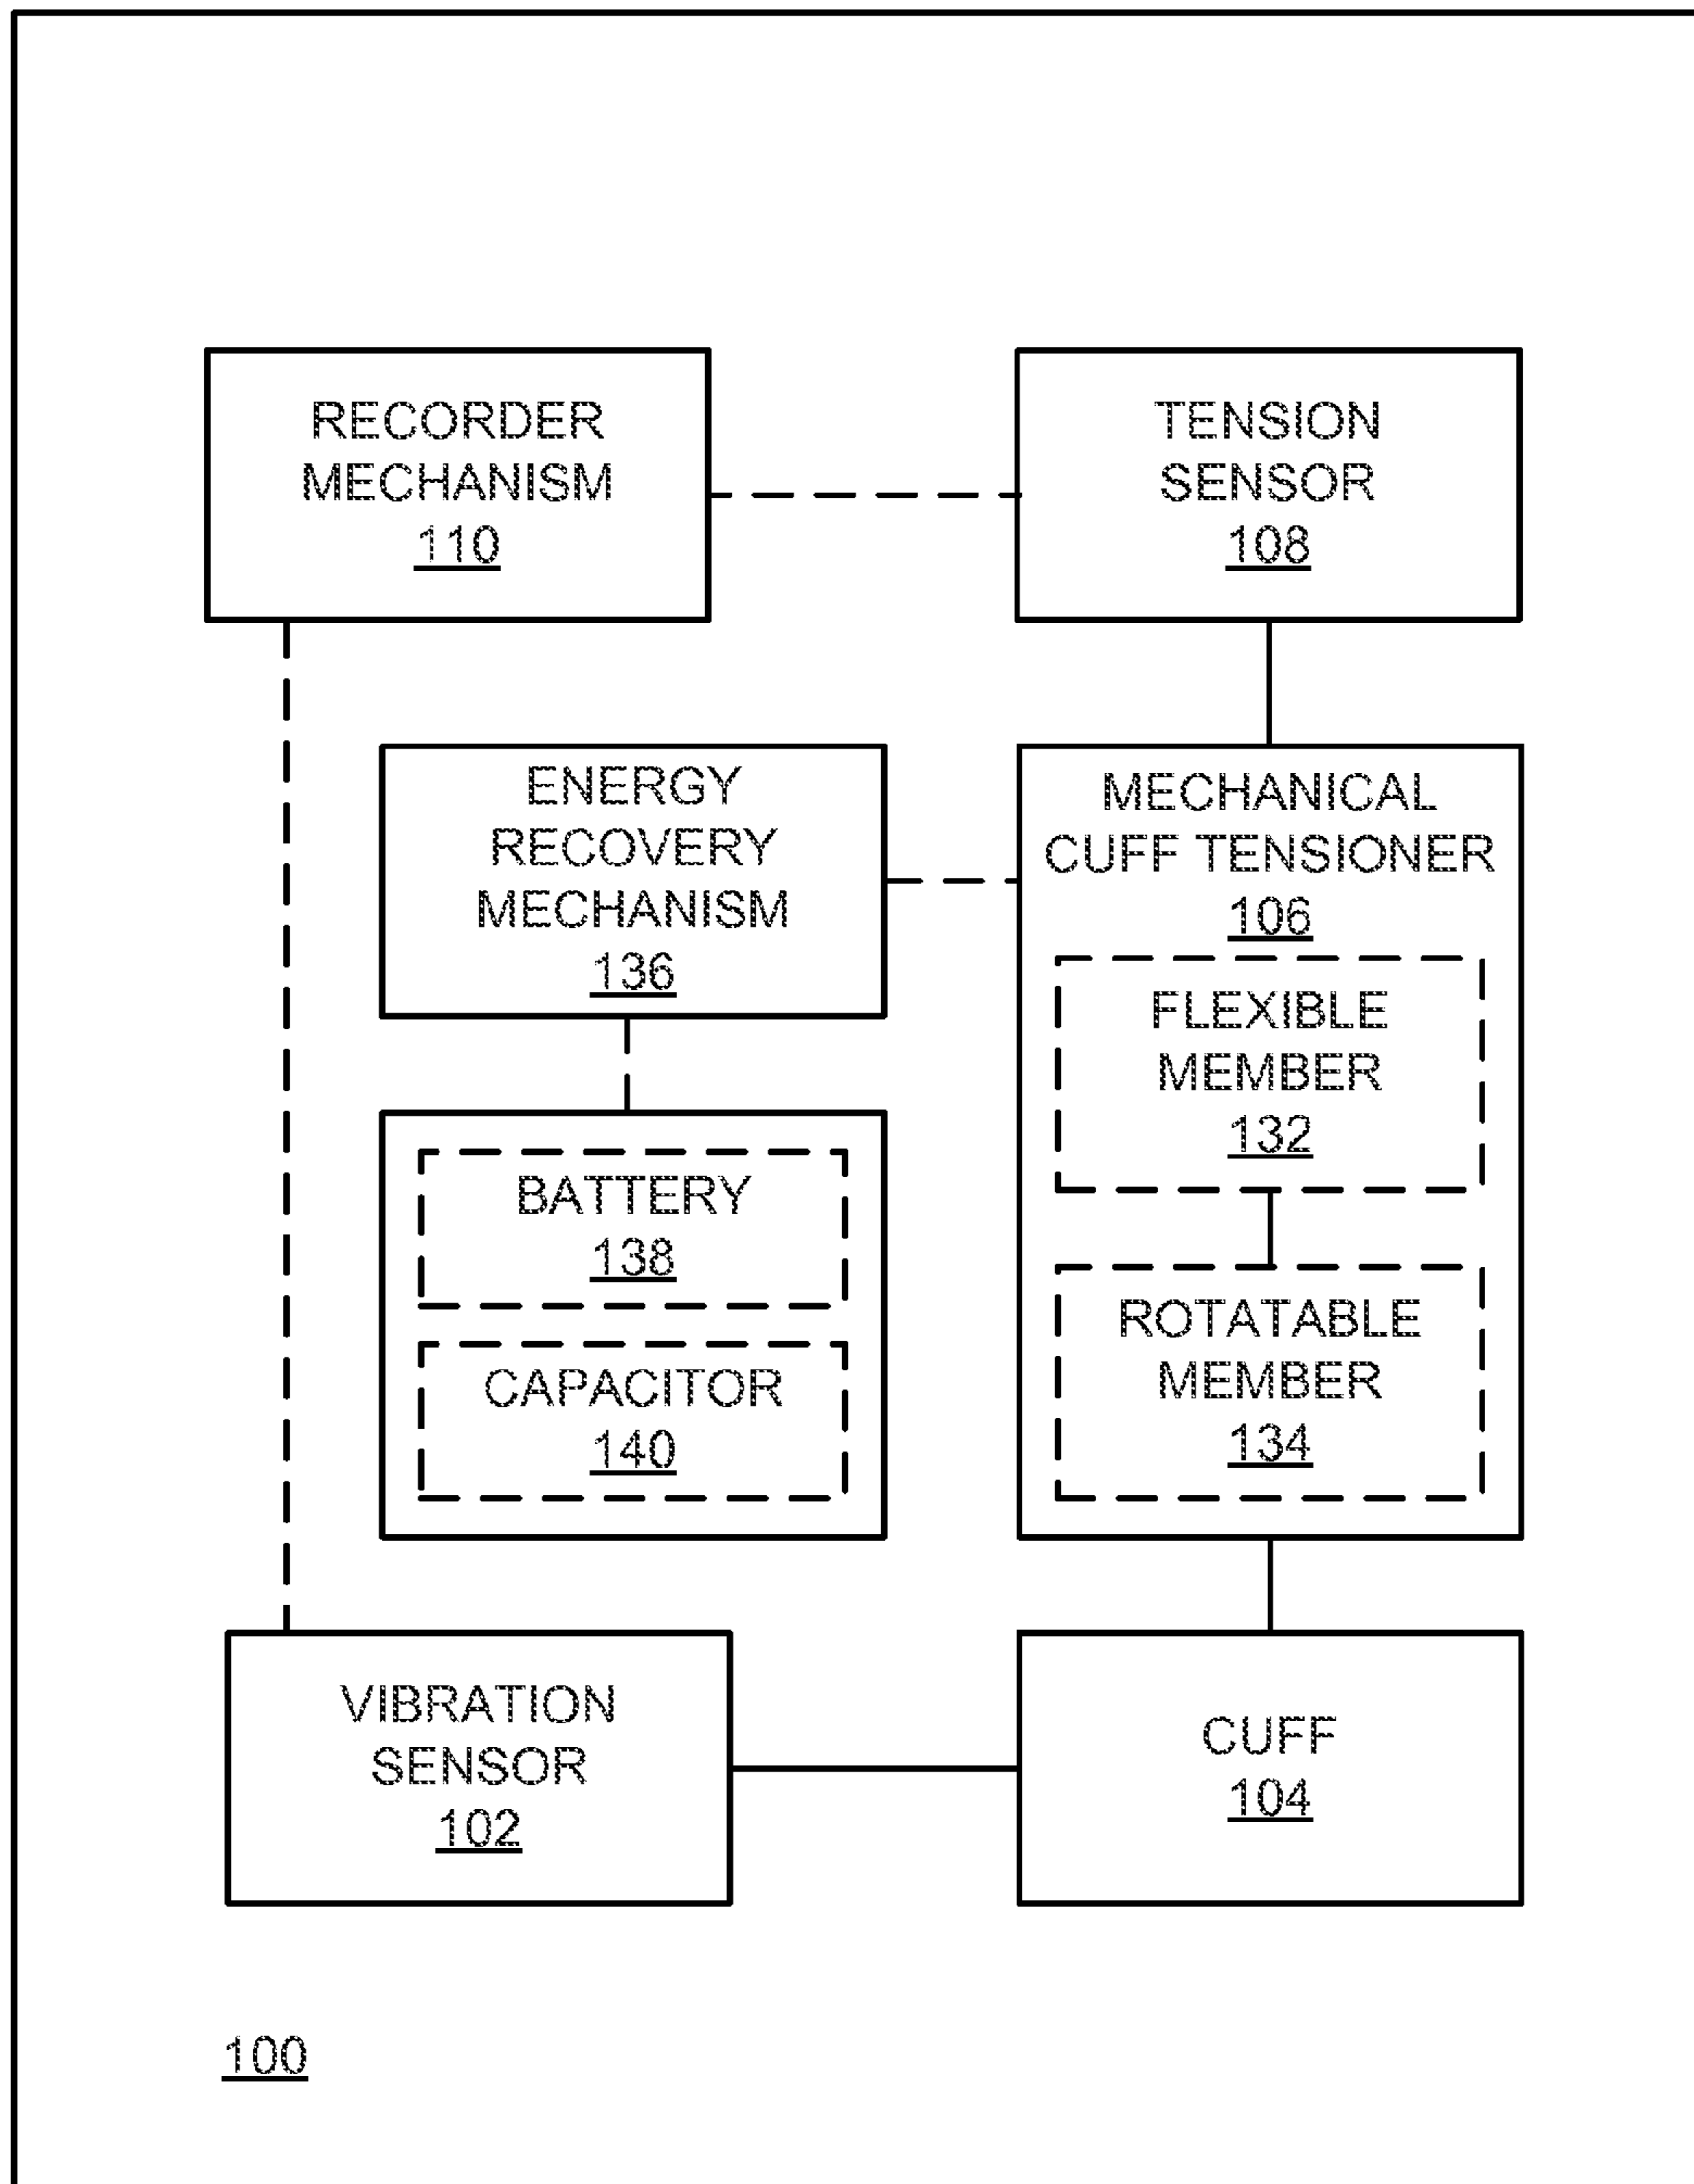 RECORDER
MECHANISM
110
TENSION
SENSOR
108
ENERGY
RECOVERY
MECHANISM
136
MECHANICAL
CUFF TENSIONER
106
FLEXIBLE
MEMBER
132
BATTERY
138
CAPACITOR
140
ROTATABLE
MEMBER
134
VIBRATION
SENSOR
102
CUFF
104
100